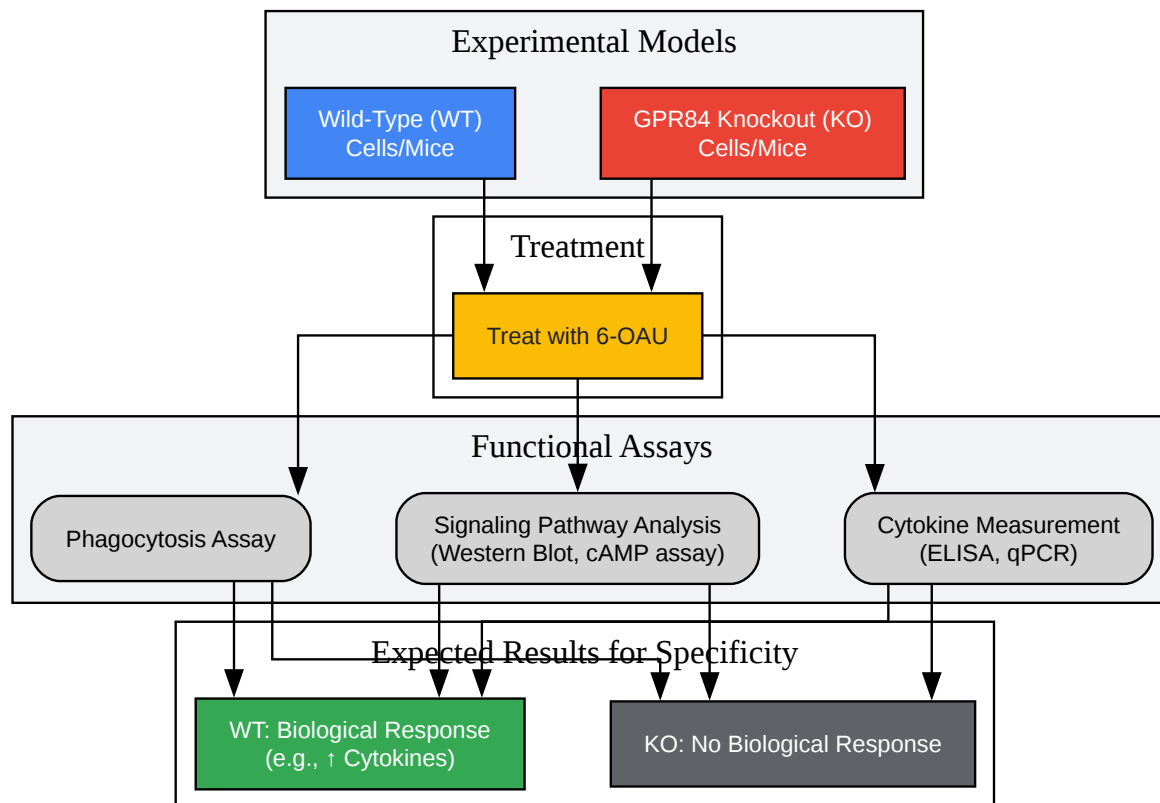 Experimental Models
Wild-Type (WT)
Cells/Mice
GPR84 Knockout (KO)
Cells/Mice
Treatment
Treat with 6-OAU
Functional Assays
Phagocytosis Assay
Signaling Pathway Analysis
(Western Blot, cAMP assay)
Cytokine Measurement
(ELISA, qPCR)
Expected Results for Specificity
WT: Biological Response
(e.g., ↑ Cytokines)
KO: No Biological Response